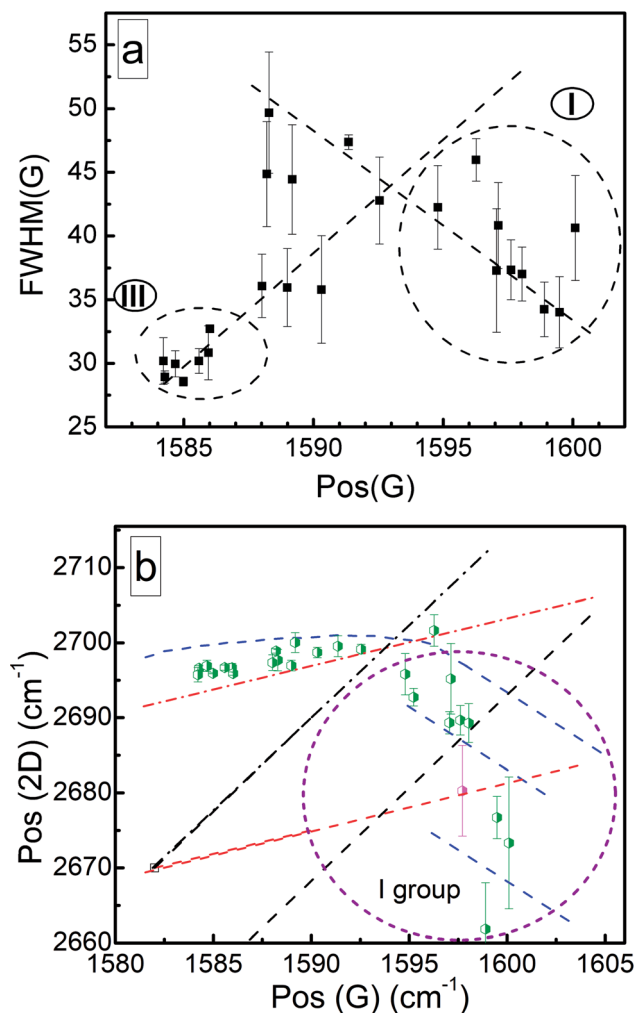 a
I
III
FWHM(G)
55
50
45
40
35
30
25
1585 1590 1595 1600
Pos(G)
b
Pos (2D) (cm⁻¹)
2710
2700
2690
2680
2670
2660
I group
1580 1585 1590 1595 1600 1605
Pos (G) (cm⁻¹)